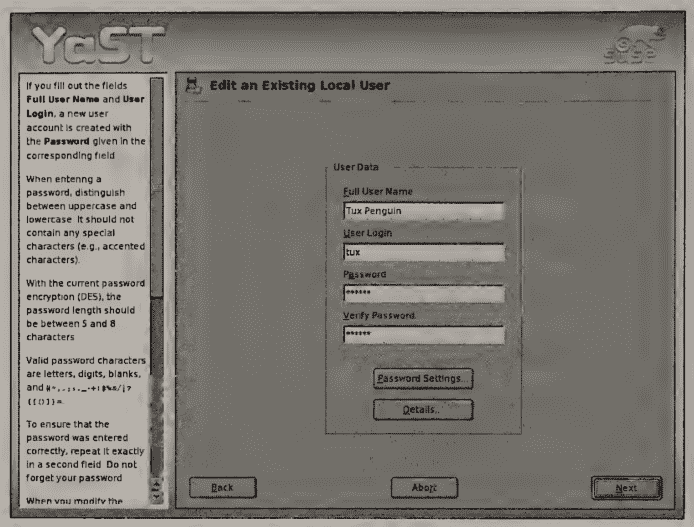 YaST
SUSE
If you fill out the fields
Full User Name and User
Login, a new user
account is created with
the Password given in the
corresponding field
When entering a
password, distinguish
between uppercase and
lowercase It should not
contain any special
characters (e.g., accented
characters).
With the current password
encryption (DES), the
password length should
be between 5 and 8
characters
Valid password characters
are letters, digits, blanks,
and
To ensure that the
password was entered
correctly, repeat it exactly
in a second field Do not
forget your password
When you modify the
Edit an Existing Local User
User Data
Full User Name
Tux Penguin
User Login
tux
Password
******
Verify Password
******
Password Settings...
Details..
Back
Abort
Next